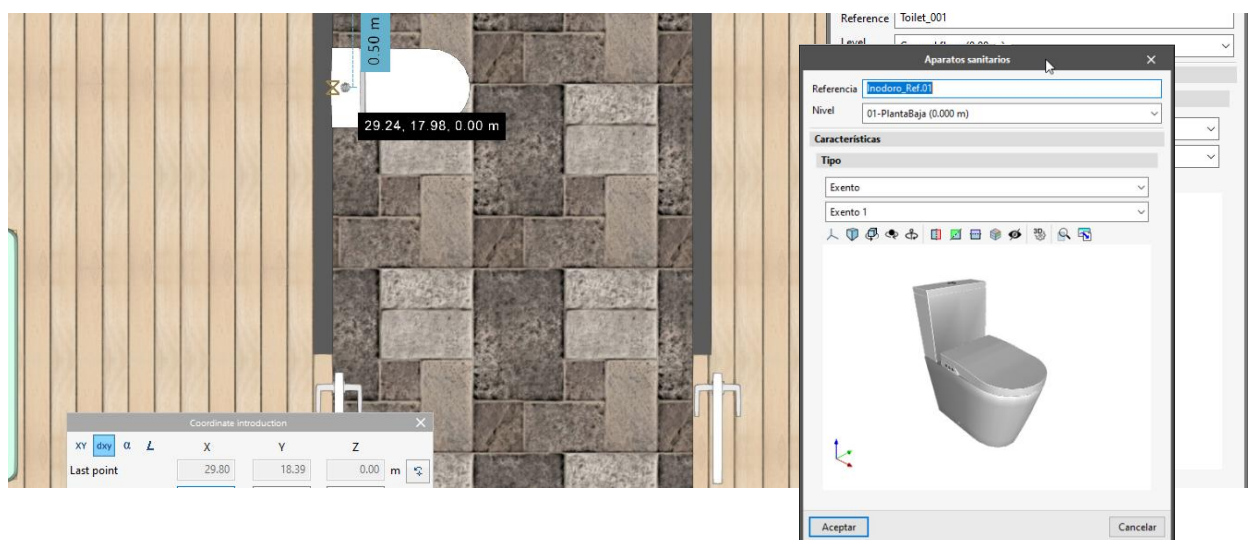 0.50 m
29.24, 17.98, 0.00 m
Coordinate introduction
XY dxy α L X Y Z
Last point 29.80 18.39 0.00 m
Reference Toilet_001
Level
Aparatos sanitarios
Referencia Inodoro_Ref.01
Nivel 01-PlantaBaja (0.000 m)
Características
Tipo
Exento
Exento 1
Aceptar Cancelar